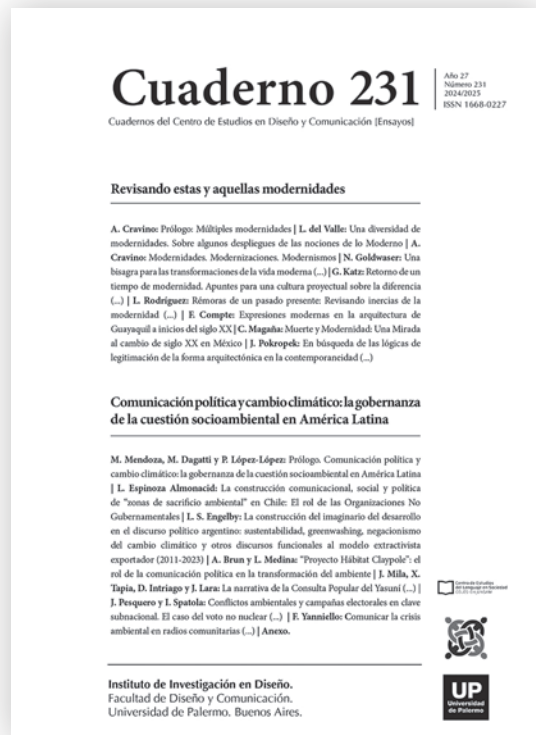 Cuaderno 231
Cuadernos del Centro de Estudios en Diseño y Comunicación [Ensayos]
Año 27
Número 231
2024/2025
ISSN 1668-0227
Revisando estas y aquellas modernidades
A. Cravino: Prólogo: Múltiples modernidades | L. del Valle: Una diversidad de
modernidades. Sobre algunos despliegues de las nociones de lo Moderno | A.
Cravino: Modernidades. Modernizaciones. Modernismos | N. Goldwaser: Una
bisagra para las transformaciones de la vida moderna (...) | G. Katz: Retorno de un
tiempo de modernidad. Apuntes para una cultura proyectual sobre la diferencia
(...) | L. Rodríguez: Rémoras de un pasado presente: Revisando inercias de la
modernidad (...) | F. Compte: Expresiones modernas en la arquitectura de
Guayaquil a inicios del siglo XX | C. Magaña: Muerte y Modernidad: Una Mirada
al cambio de siglo XX en México | J. Pokropek: En búsqueda de las lógicas de
legitimación de la forma arquitectónica en la contemporaneidad (...)
Comunicación política y cambio climático: la gobernanza
de la cuestión socioambiental en América Latina
M. Mendoza, M. Dagatti y P. López-López: Prólogo. Comunicación política y
cambio climático: la gobernanza de la cuestión socioambiental en América Latina
| L. Espinoza Almonacid: La construcción comunicacional, social y política
de "zonas de sacrificio ambiental" en Chile: El rol de las Organizaciones No
Gubernamentales | L. S. Engelby: La construcción del imaginario del desarrollo
en el discurso político argentino: sustentabilidad, greenwashing, negacionismo
del cambio climático y otros discursos funcionales al modelo extractivista
exportador (2011-2023) | A. Brun y L. Medina: "Proyecto Hábitat Claypole": el
rol de la comunicación política en la transformación del ambiente | J. Mila, X.
Tapia, D. Intriago y J. Lara: La narrativa de la Consulta Popular del Yasuní (...) |
J. Pesquero y I. Spatola: Conflictos ambientales y campañas electorales en clave
subnacional. El caso del voto no nuclear (...) | F. Yanniello: Comunicar la crisis
ambiental en radios comunitarias (...) | Anexo.
Centro de Estudios
del Lenguaje en Sociedad
Instituto de Investigación en Diseño.
Facultad de Diseño y Comunicación.
Universidad de Palermo. Buenos Aires.
UP
Universidad
de Palermo